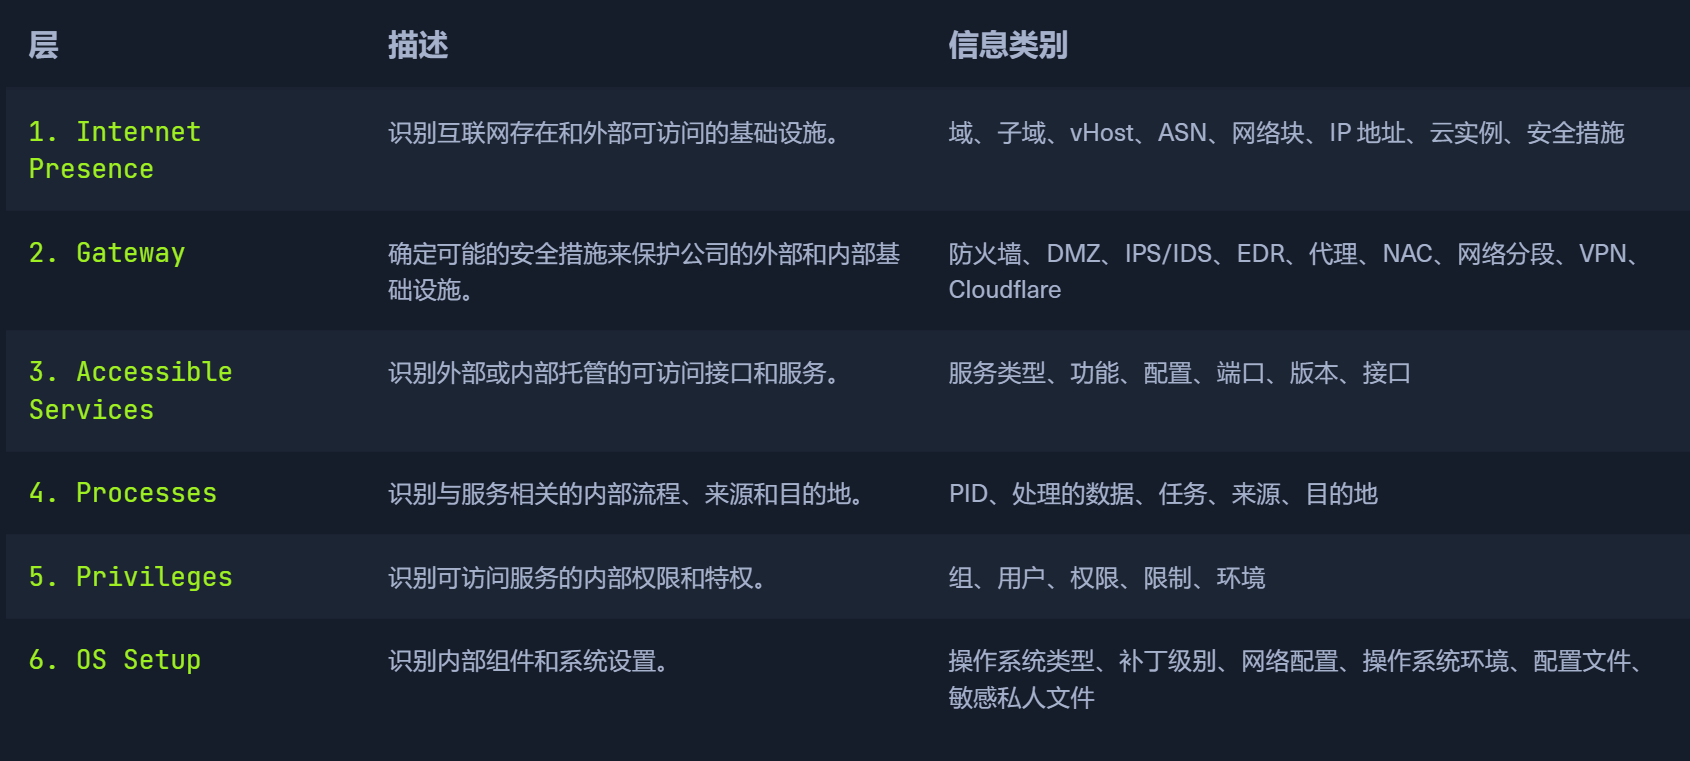 层 描述 信息类别
1. Internet 识别互联网存在和外部可访问的基础设施。 域、子域、vHost、ASN、网络块、IP 地址、云实例、安全措施
Presence
2. Gateway 确定可能的安全措施来保护公司的外部和内部基 防火墙、DMZ、IPS/IDS、EDR、代理、NAC、网络分段、VPN、
础设施。 Cloudflare
3. Accessible 识别外部或内部托管的可访问接口和服务。 服务类型、功能、配置、端口、版本、接口
Services
4. Processes 识别与服务相关的内部流程、来源和目的地。 PID、处理的数据、任务、来源、目的地
5. Privileges 识别可访问服务的内部权限和特权。 组、用户、权限、限制、环境
6. OS Setup 识别内部组件和系统设置。 操作系统类型、补丁级别、网络配置、操作系统环境、配置文件、
敏感私人文件